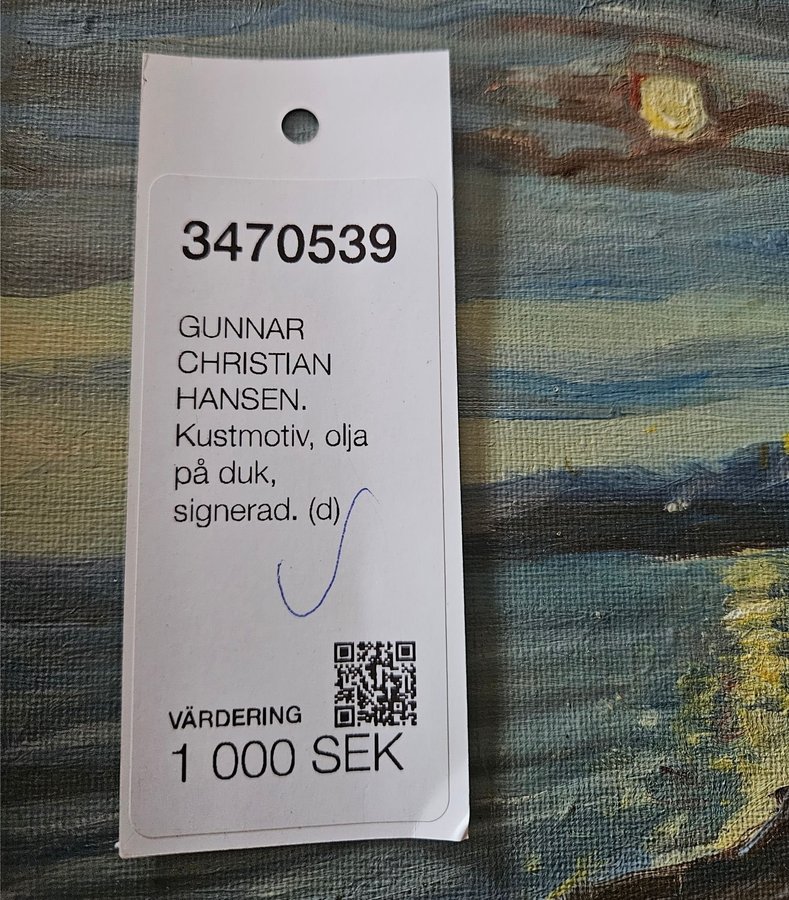 3470539
GUNNAR
CHRISTIAN
HANSEN.
Kustmotiv, olja
på duk,
signerad. (d)
VÄRDERING
1 000 SEK